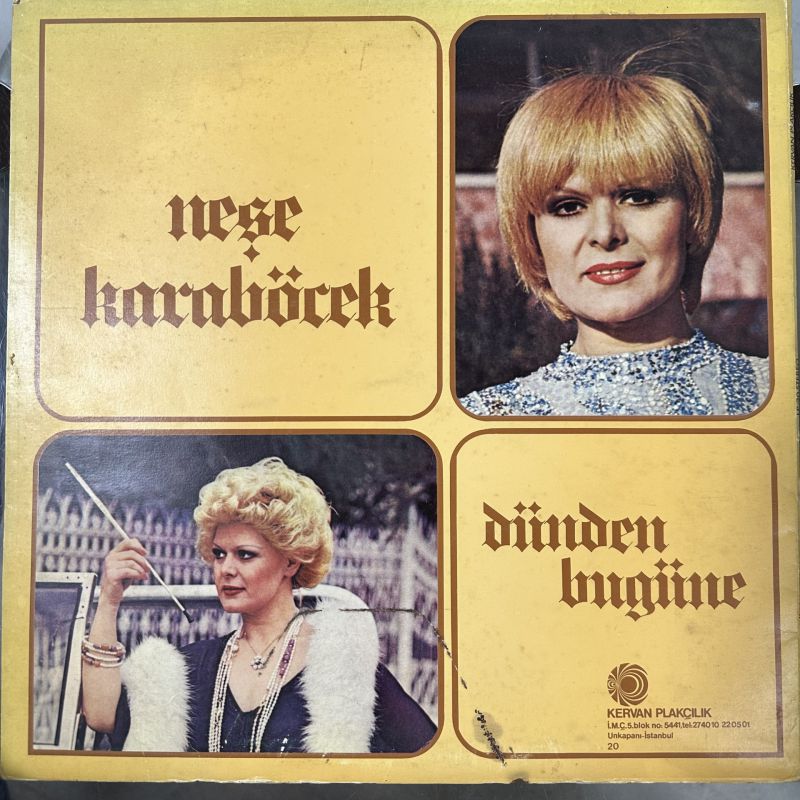 neşe
karaböcek
dünden
bugüne
KERVAN PLAKÇILIK
İ.M.Ç.5.blok no: 5441,tel:274010 220501
Unkapanı-İstanbul
20